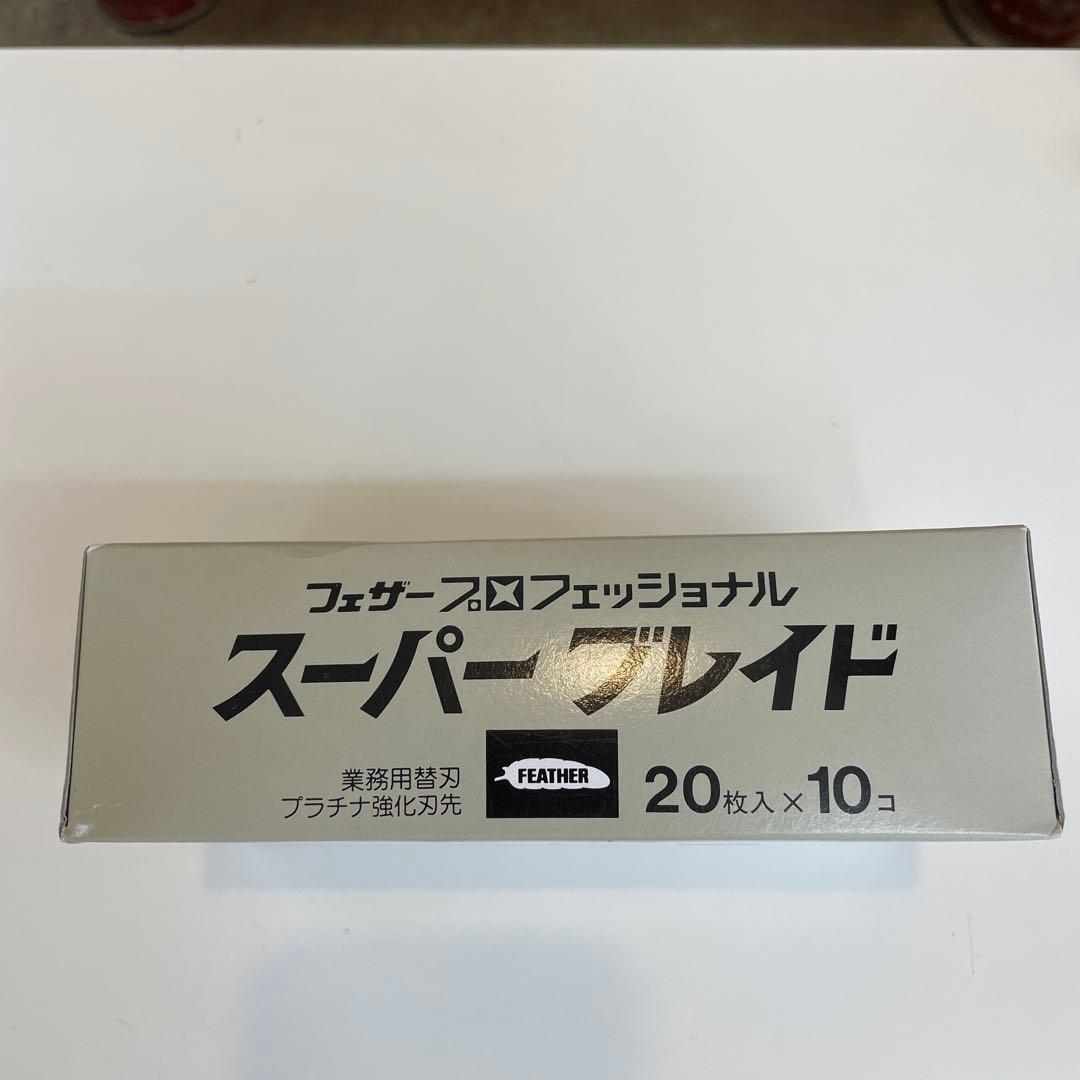 フェザープロフェッショナル
スーパーブレイド
業務用替刃
プラチナ強化刃先
FEATHER
20枚入×10コ